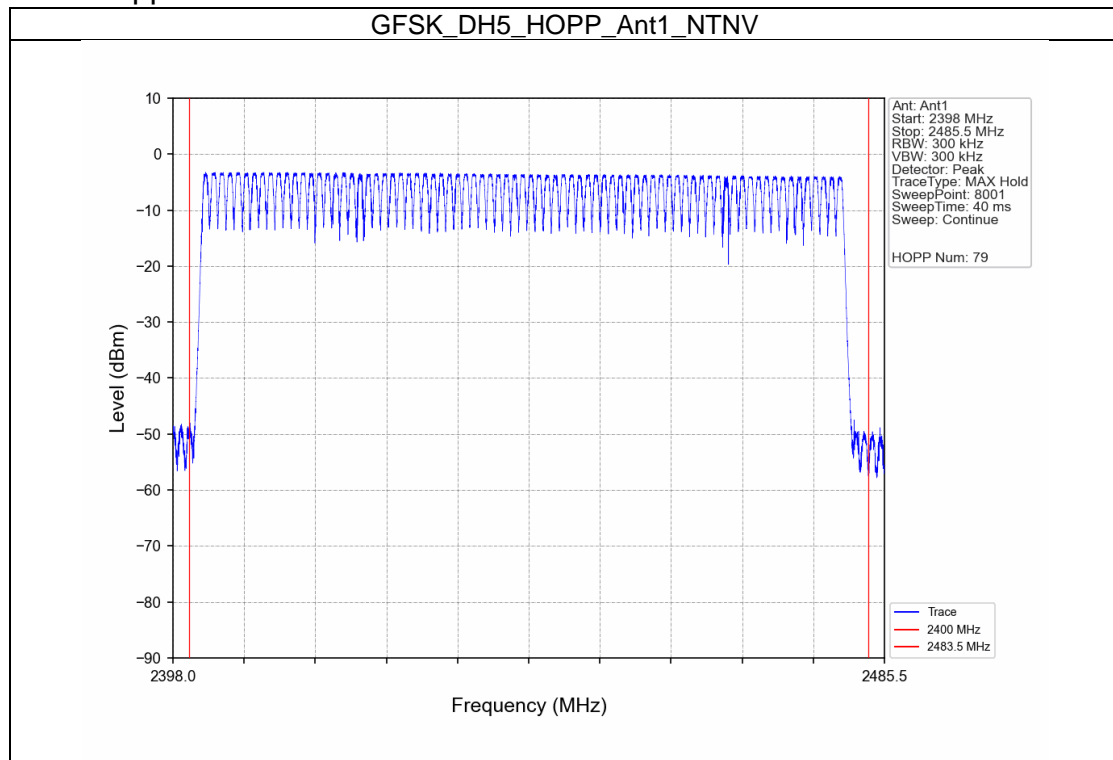 GFSK_DH5_HOPP_Ant1_NTNV
10
0
−10
−20
−30
−40
−50
−60
−70
−80
−90
Level (dBm)
2398.0
2485.5
Frequency (MHz)
Ant: Ant1
Start: 2398 MHz
Stop: 2485.5 MHz
RBW: 300 kHz
VBW: 300 kHz
Detector: Peak
TraceType: MAX Hold
SweepPoint: 8001
SweepTime: 40 ms
Sweep: Continue
HOPP Num: 79
Trace
2400 MHz
2483.5 MHz